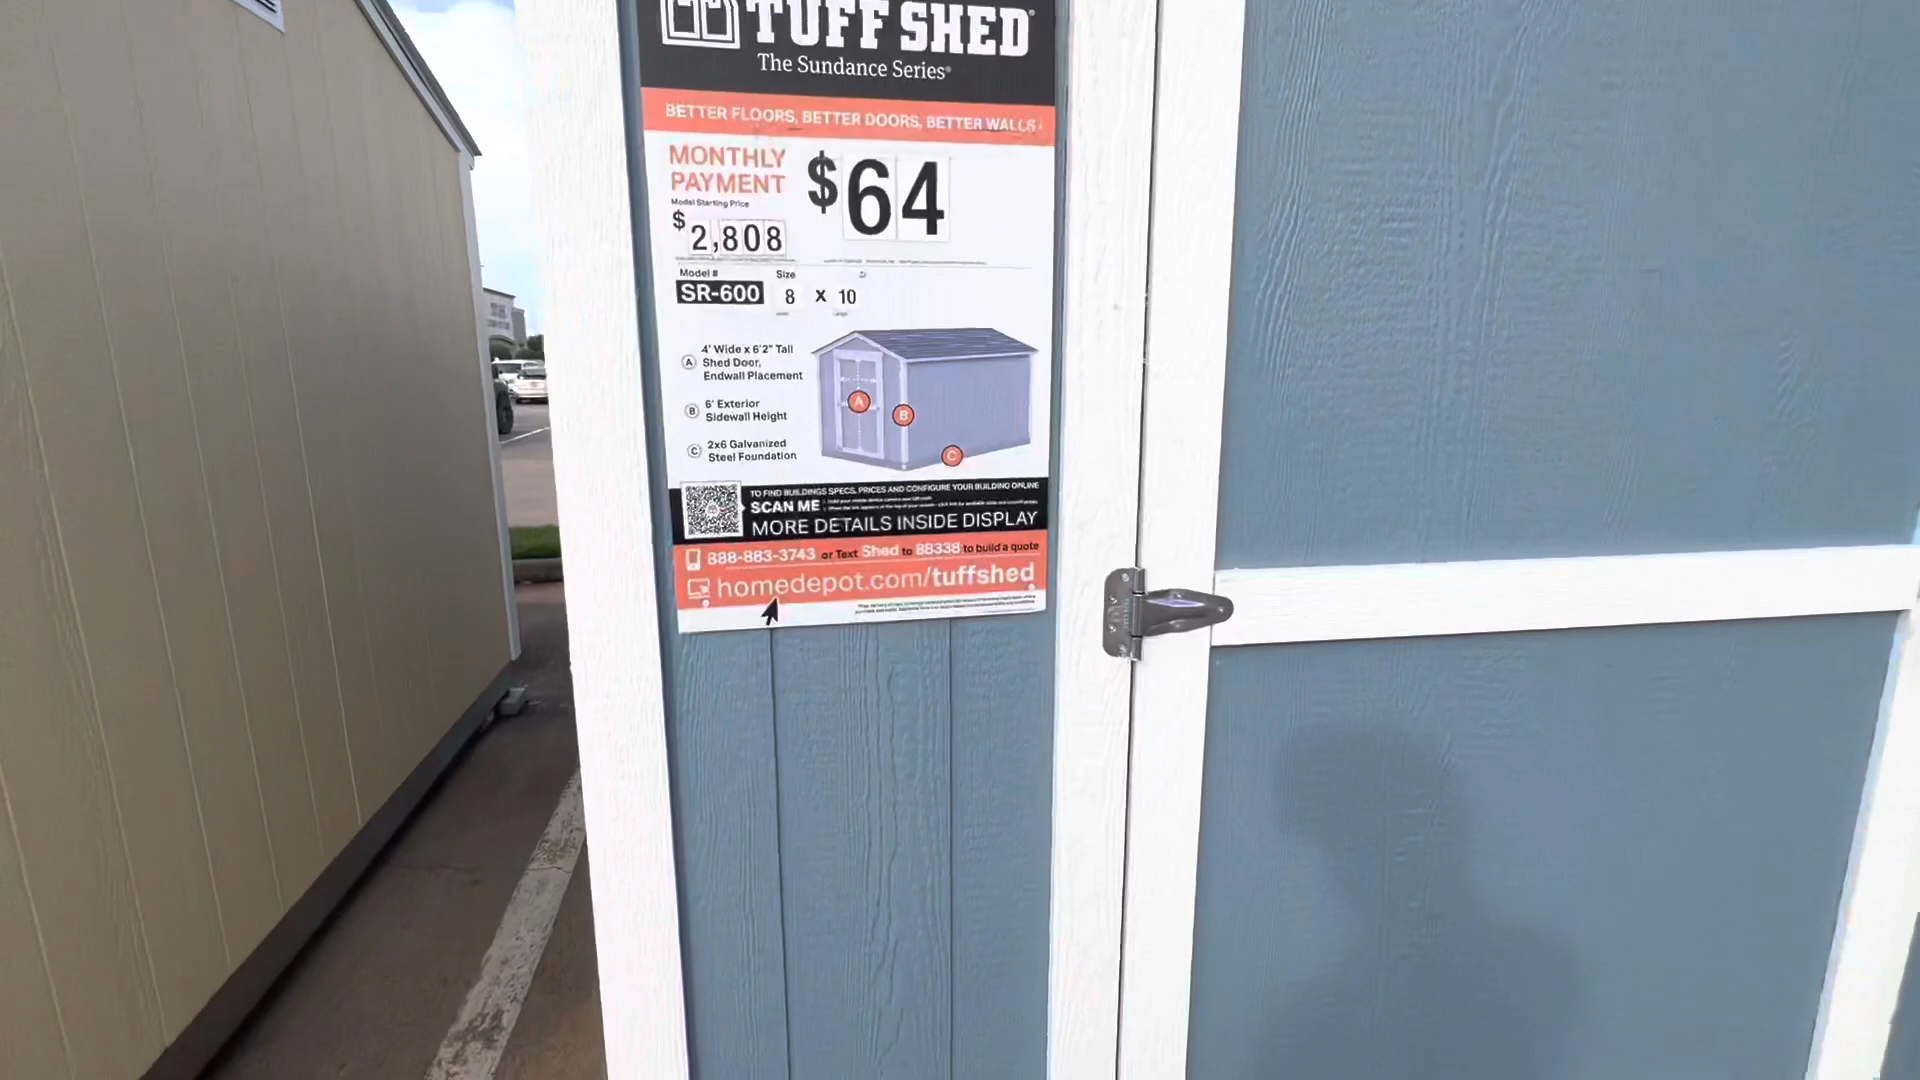 TUFF SHED®
The Sundance Series®
BETTER FLOORS, BETTER DOORS, BETTER WALLS
MONTHLY
PAYMENT
$64
Model Starting Price
$2,808
Model #
Size
SR-600
8 X 10
A
4' Wide x 6'2" Tall
Shed Door,
Endwall Placement
B
6' Exterior
Sidewall Height
C
2x6 Galvanized
Steel Foundation
A
B
C
TO FIND BUILDINGS SPECS, PRICES AND CONFIGURE YOUR BUILDING ONLINE
SCAN ME
MORE DETAILS INSIDE DISPLAY
888-883-3743 or Text Shed to 88338 to build a quote
homedepot.com/tuffshed